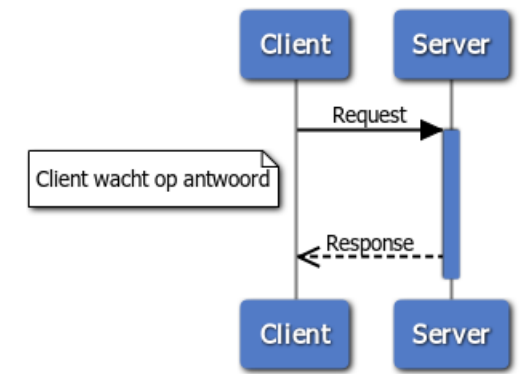 Client
Server
Request
Client wacht op antwoord
Response
Client
Server